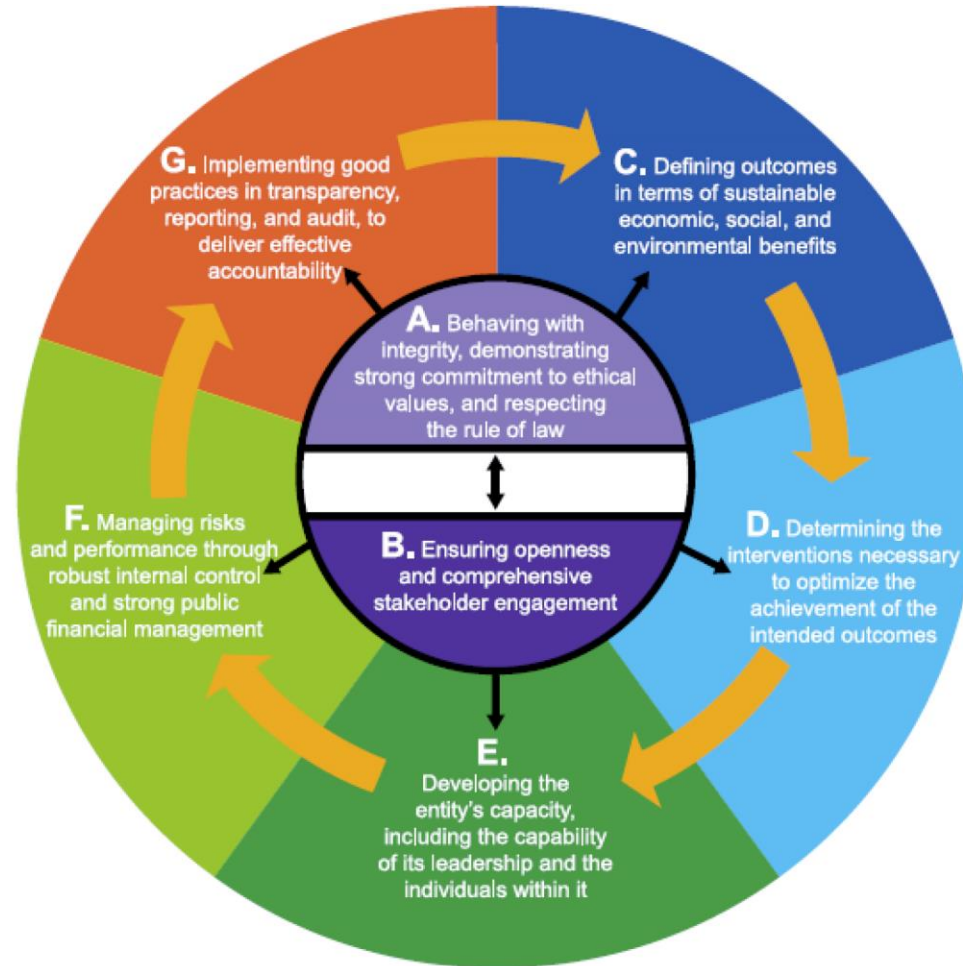 A. Behaving with
integrity, demonstrating
strong commitment to ethical
values, and respecting
the rule of law
B. Ensuring openness
and comprehensive
stakeholder engagement
C. Defining outcomes
in terms of sustainable
economic, social, and
environmental benefits
D. Determining the
interventions necessary
to optimize the
achievement of the
intended outcomes
E.
Developing the
entity's capacity,
including the capability
of its leadership and the
individuals within it
F. Managing risks
and performance through
robust internal control
and strong public
financial management
G. Implementing good
practices in transparency,
reporting, and audit, to
deliver effective
accountability